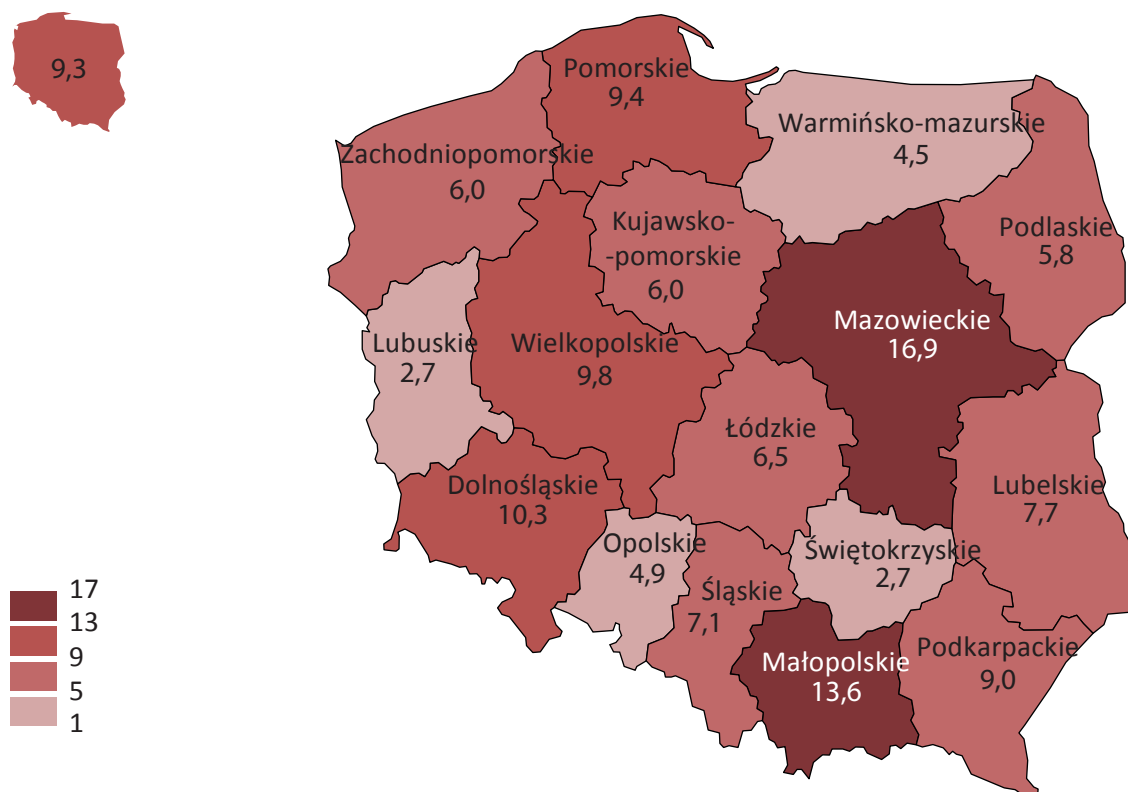 9,3
Pomorskie
9,4
Warmińsko-mazurskie
4,5
Zachodniopomorskie
6,0
Kujawsko-
-pomorskie
6,0
Podlaskie
5,8
Mazowieckie
16,9
Lubuskie
2,7
Wielkopolskie
9,8
Łódzkie
6,5
Dolnośląskie
10,3
Lubelskie
7,7
Opolskie
4,9
Świętokrzyskie
2,7
Śląskie
7,1
Małopolskie
13,6
Podkarpackie
9,0
17
13
9
5
1